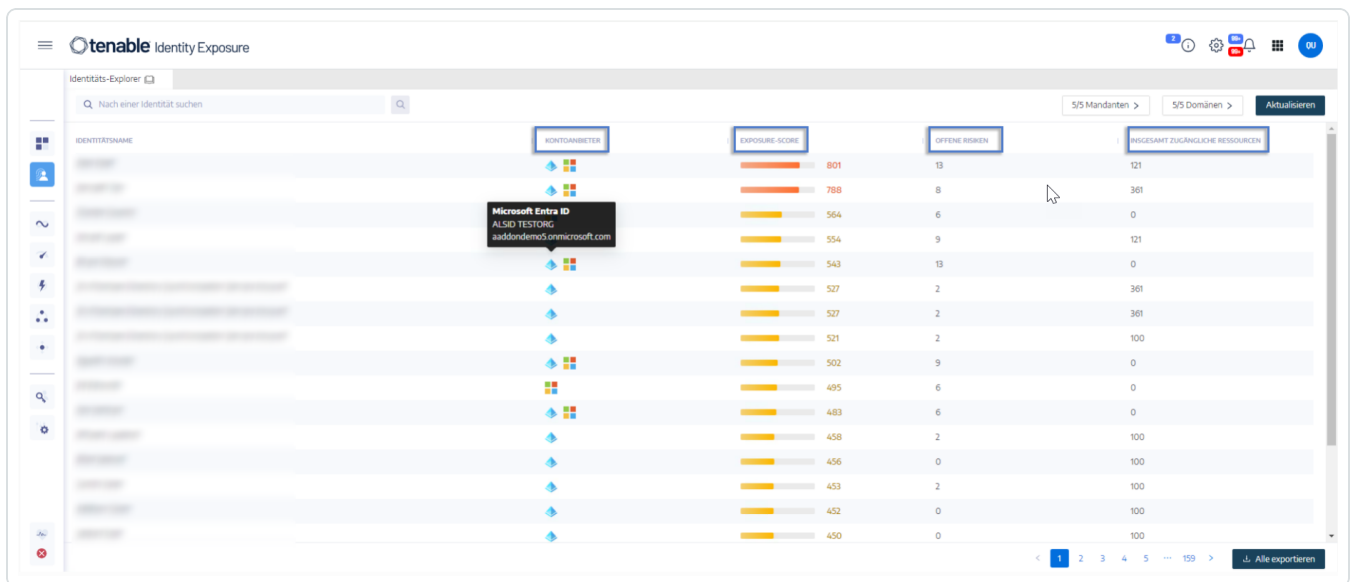 tenable Identity Exposure
2
99+
99+
QU
Identitäts-Explorer
Nach einer Identität suchen
5/5 Mandanten >
5/5 Domänen >
Aktualisieren
IDENTITÄTSNAME KONTOANBIETER EXPOSURE-SCORE OFFENE RISIKEN INSGESAMT ZUGÄNGLICHE RESSOURCEN
801 13 121
788 8 361
Microsoft Entra ID
ALSID TESTORG
aaddondemo5.onmicrosoft.com
564 6 0
554 9 121
543 13 0
527 2 361
527 2 361
521 2 100
502 9 0
495 6 0
483 6 0
458 2 100
456 0 100
453 2 100
452 0 100
450 0 100
< 1 2 3 4 5 ··· 159 >
Alle exportieren